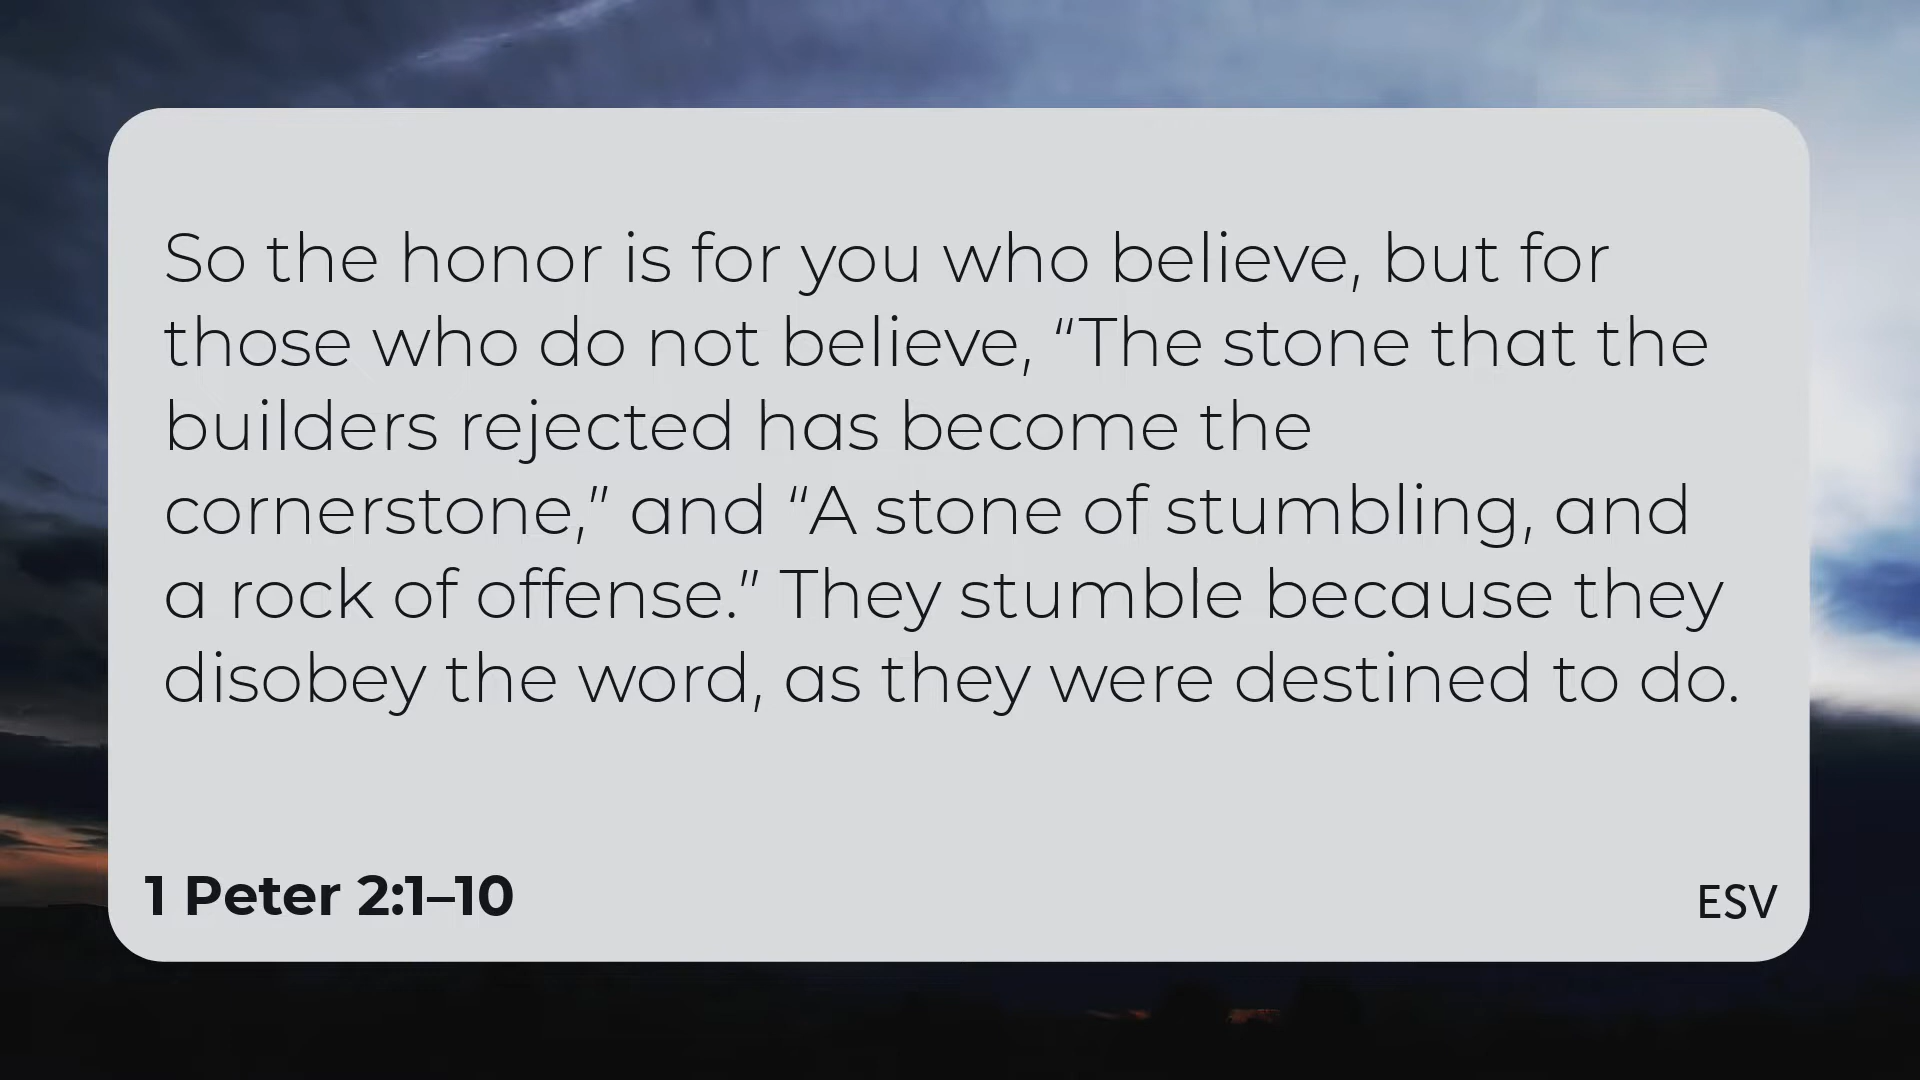 So the honor is for you who believe, but for
those who do not believe, “The stone that the
builders rejected has become the
cornerstone,” and “A stone of stumbling, and
a rock of offense.” They stumble because they
disobey the word, as they were destined to do.
1 Peter 2:1–10
ESV